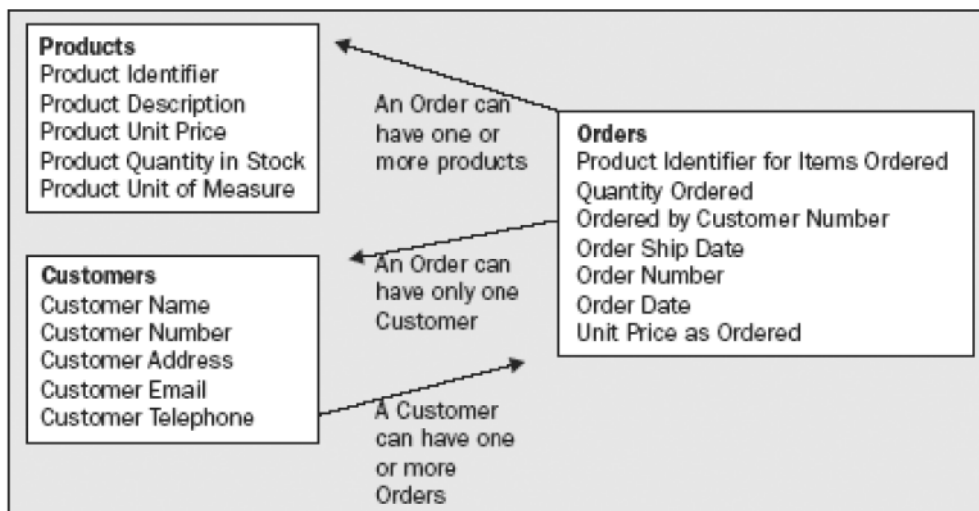 Products
Product Identifier
Product Description
Product Unit Price
Product Quantity in Stock
Product Unit of Measure
An Order can
have one or
more products
Orders
Product Identifier for Items Ordered
Quantity Ordered
Ordered by Customer Number
Order Ship Date
Order Number
Order Date
Unit Price as Ordered
An Order can
have only one
Customer
Customers
Customer Name
Customer Number
Customer Address
Customer Email
Customer Telephone
A Customer
can have one
or more
Orders